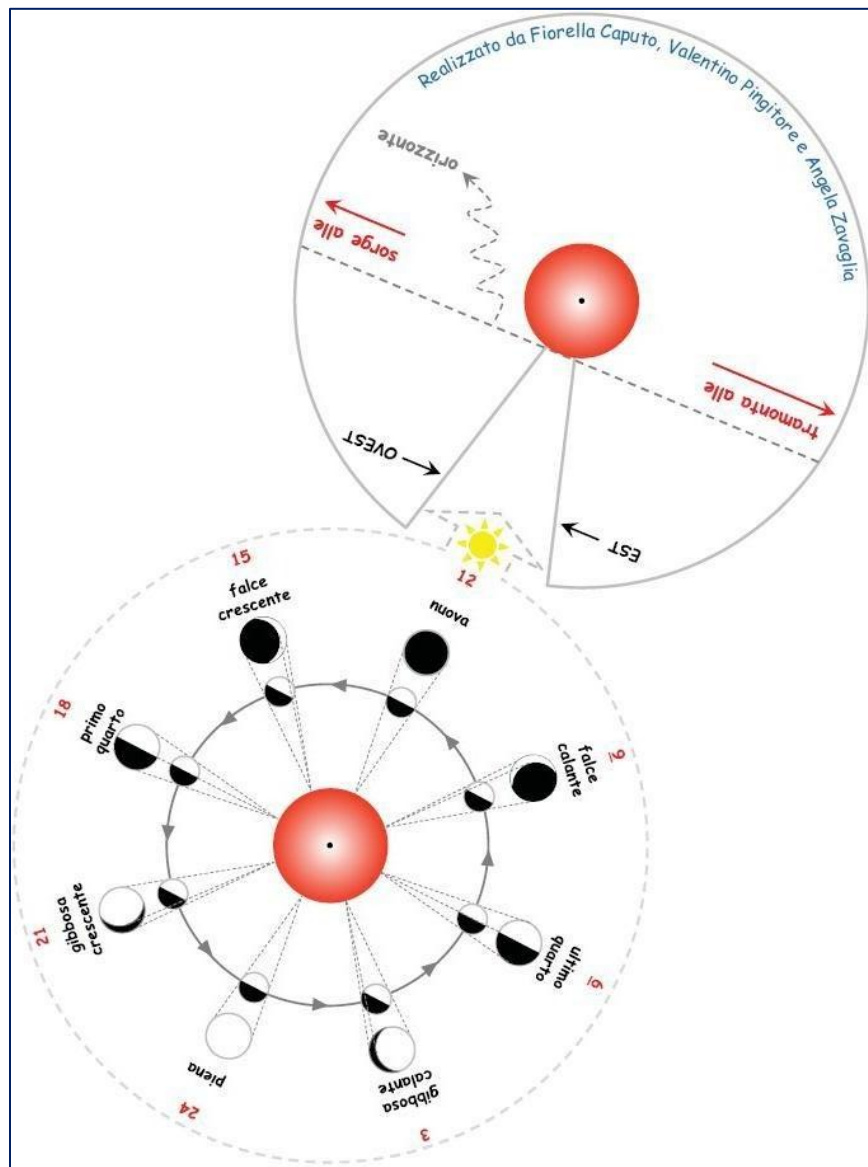 Realizzato da Fiorella Caputo, Valentino Pingitore e Angela Zavaglia
orizzonte
sorge alle
tramonta alle
OVEST
EST
12
nuova
15
falce
crescente
18
primo
quarto
21
gibbosa
crescente
24
piena
3
gibbosa
calante
6
ultimo
quarto
9
falce
calante